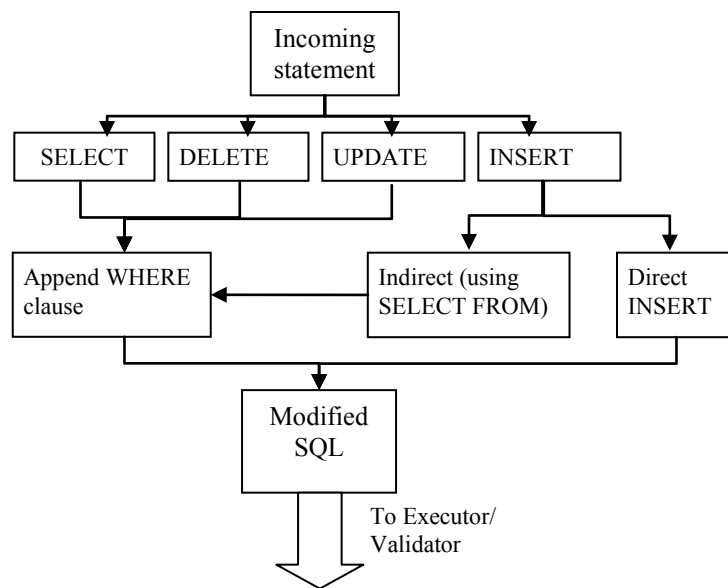 Incoming
statement
SELECT
DELETE
UPDATE
INSERT
Append WHERE
clause
Indirect (using
SELECT FROM)
Direct
INSERT
Modified
SQL
To Executor/
Validator